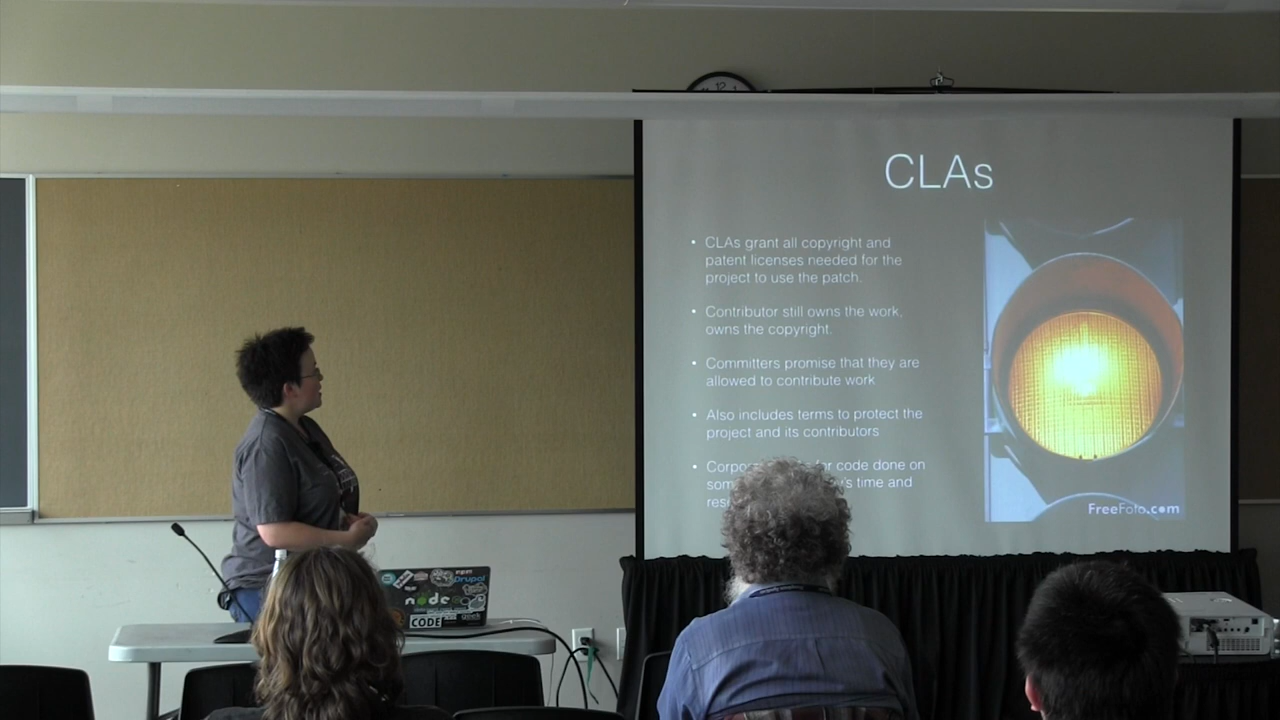 12
CLAs
• CLAs grant all copyright and
patent licenses needed for the
project to use the patch.
• Contributor still owns the work,
owns the copyright.
• Committers promise that they are
allowed to contribute work
• Also includes terms to protect the
project and its contributors
for code done on
time and
FreeFoto.com
npm
Drupal
node
CODE